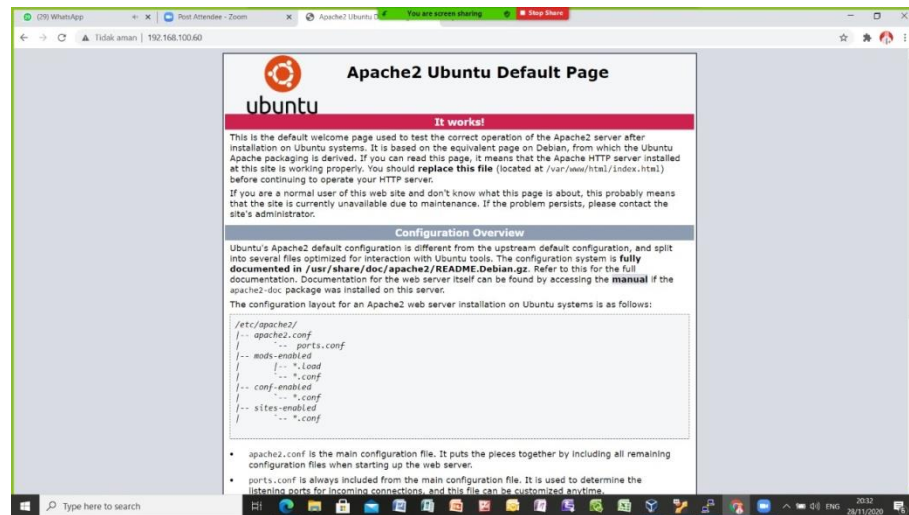 (29) WhatsApp
Post Attendee - Zoom
Apache2 Ubuntu D
You are screen sharing
Stop Share
Tidak aman | 192.168.100.60
ubuntu
Apache2 Ubuntu Default Page
It works!
This is the default welcome page used to test the correct operation of the Apache2 server after
installation on Ubuntu systems. It is based on the equivalent page on Debian, from which the Ubuntu
Apache packaging is derived. If you can read this page, it means that the Apache HTTP server installed
at this site is working properly. You should replace this file (located at /var/www/html/index.html)
before continuing to operate your HTTP server.
If you are a normal user of this web site and don't know what this page is about, this probably means
that the site is currently unavailable due to maintenance. If the problem persists, please contact the
site's administrator.
Configuration Overview
Ubuntu's Apache2 default configuration is different from the upstream default configuration, and split
into several files optimized for interaction with Ubuntu tools. The configuration system is fully
documented in /usr/share/doc/apache2/README.Debian.gz. Refer to this for the full
documentation. Documentation for the web server itself can be found by accessing the manual if the
apache2-doc package was installed on this server.
The configuration layout for an Apache2 web server installation on Ubuntu systems is as follows:
/etc/apache2/
|-- apache2.conf
|       `--  ports.conf
|-- mods-enabled
|       |-- *.load
|       `-- *.conf
|-- conf-enabled
|       `-- *.conf
|-- sites-enabled
|       `-- *.conf
• apache2.conf is the main configuration file. It puts the pieces together by including all remaining
configuration files when starting up the web server.
• ports.conf is always included from the main configuration file. It is used to determine the
listening ports for incoming connections, and this file can be customized anytime.
Type here to search
ENG
20:32
28/11/2020